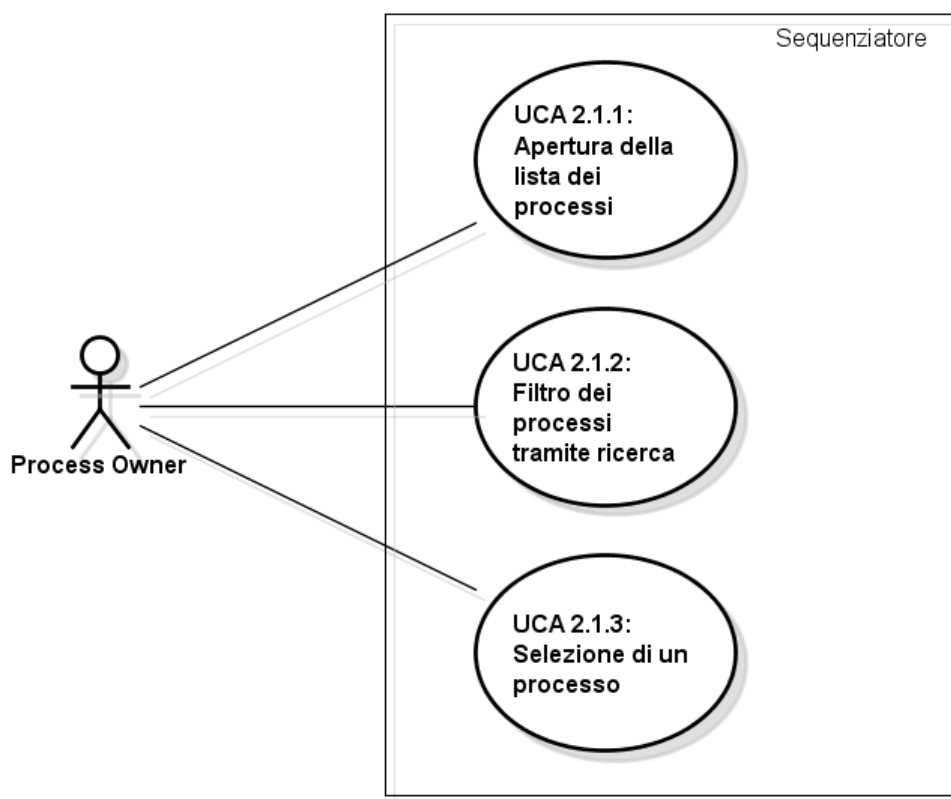 Sequenziatore
UCA 2.1.1:
Apertura della
lista dei
processi
UCA 2.1.2:
Filtro dei
processi
tramite ricerca
Process Owner
UCA 2.1.3:
Selezione di un
processo